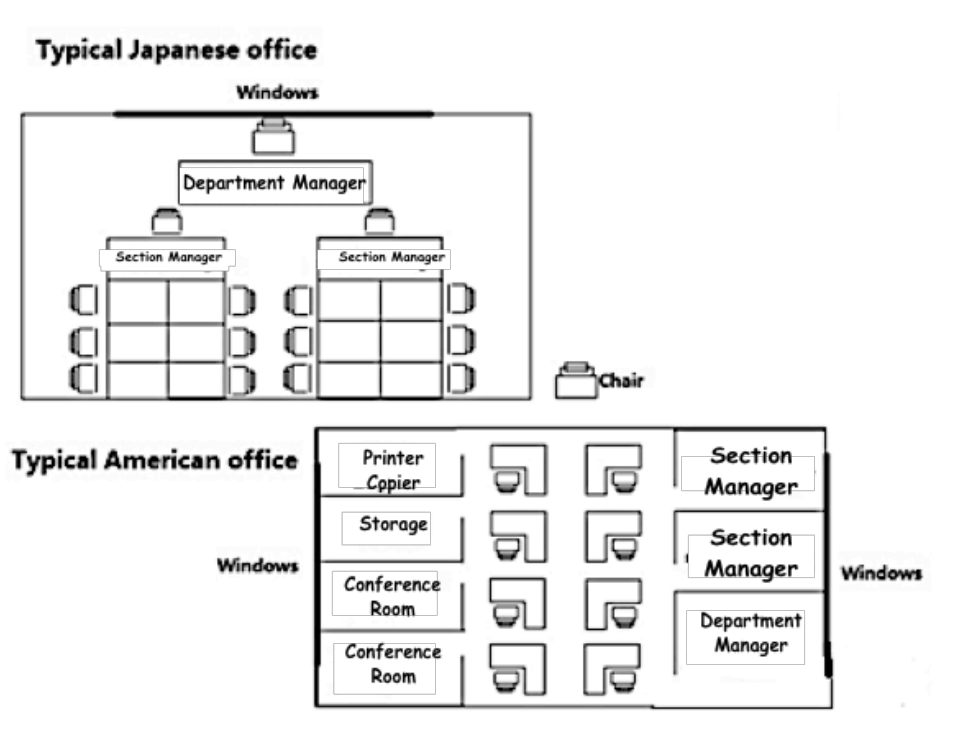 Typical Japanese office
Windows
Department Manager
Section Manager
Section Manager
Chair
Typical American office
Printer
Copier
Storage
Conference
Room
Conference
Room
Windows
Section
Manager
Section
Manager
Department
Manager
Windows